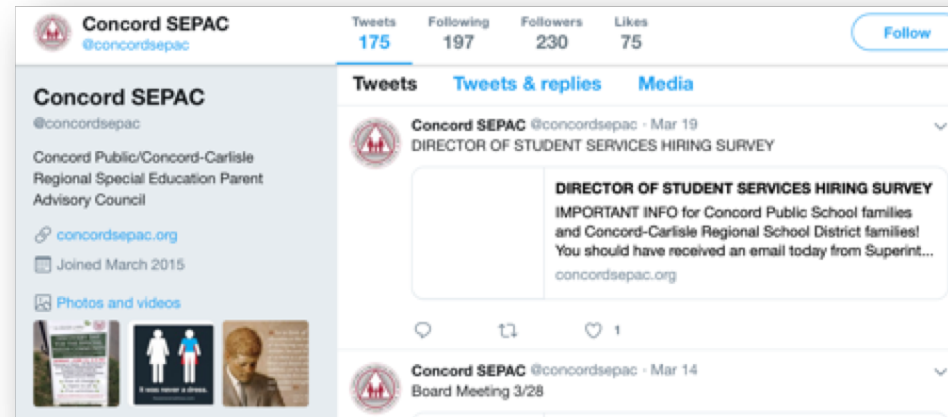 Concord SEPAC
@concordsepac
Tweets
175
Following
197
Followers
230
Likes
75
Follow
Concord SEPAC
@concordsepac
Concord Public/Concord-Carlisle
Regional Special Education Parent
Advisory Council
concordsepac.org
Joined March 2015
Photos and videos
It was never a dress.
Tweets Tweets & replies Media
Concord SEPAC @concordsepac · Mar 19
DIRECTOR OF STUDENT SERVICES HIRING SURVEY
DIRECTOR OF STUDENT SERVICES HIRING SURVEY
IMPORTANT INFO for Concord Public School families
and Concord-Carlisle Regional School District families!
You should have received an email today from Superint...
concordsepac.org
1
Concord SEPAC @concordsepac · Mar 14
Board Meeting 3/28